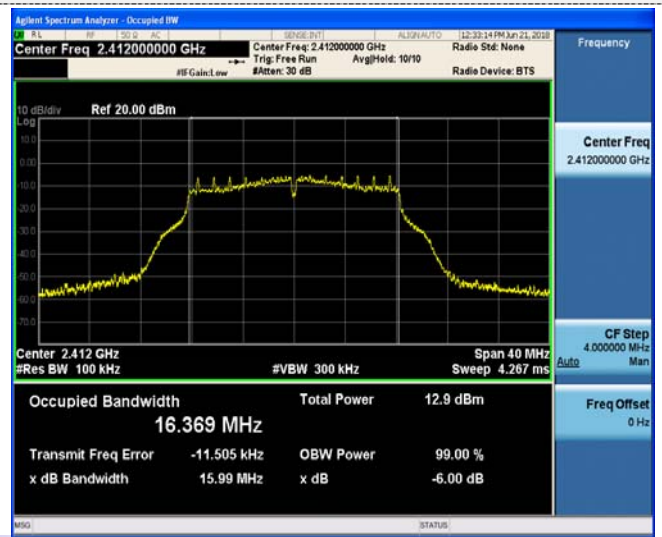 Agilent Spectrum Analyzer - Occupied BW
RL RF 50 Ω AC SENSE:INT ALIGNAUTO 12:33:14 PM Jun 21, 2018
Center Freq 2.412000000 GHz
Center Freq: 2.412000000 GHz Radio Std: None
Trig: Free Run Avg|Hold: 10/10
#IFGain:Low #Atten: 30 dB Radio Device: BTS
Frequency
10 dB/div Ref 20.00 dBm
Log
10.0
0.00
-10.0
-20.0
-30.0
-40.0
-50.0
-60.0
-70.0
Center Freq
2.412000000 GHz
Center 2.412 GHz Span 40 MHz
#Res BW 100 kHz #VBW 300 kHz Sweep 4.267 ms
CF Step
4.000000 MHz
Auto Man
Occupied Bandwidth Total Power 12.9 dBm
16.369 MHz
Transmit Freq Error -11.505 kHz OBW Power 99.00 %
x dB Bandwidth 15.99 MHz x dB -6.00 dB
Freq Offset
0 Hz
MSG STATUS